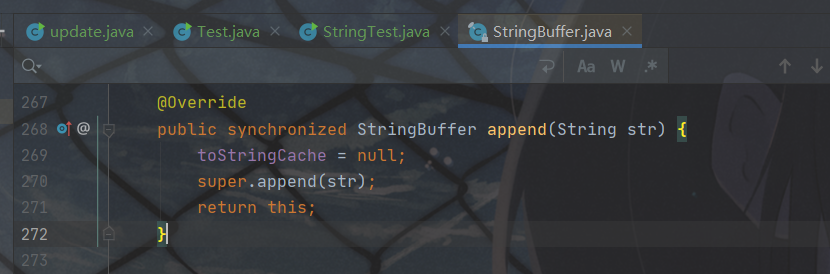 update.java Test.java StringTest.java StringBuffer.java
Aa W .*
267 @Override
268 @ public synchronized StringBuffer append(String str) {
269 toStringCache = null;
270 super.append(str);
271 return this;
272 }
273